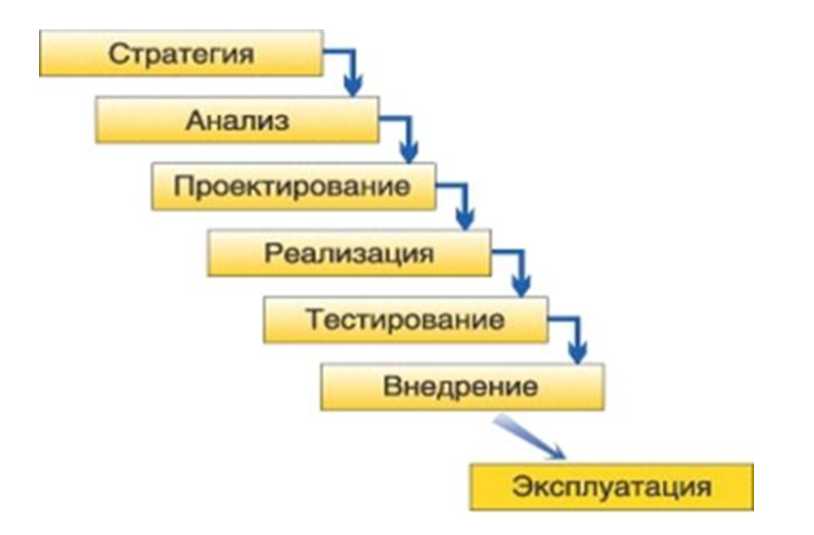 Стратегия
Анализ
Проектирование
Реализация
Тестирование
Внедрение
Эксплуатация